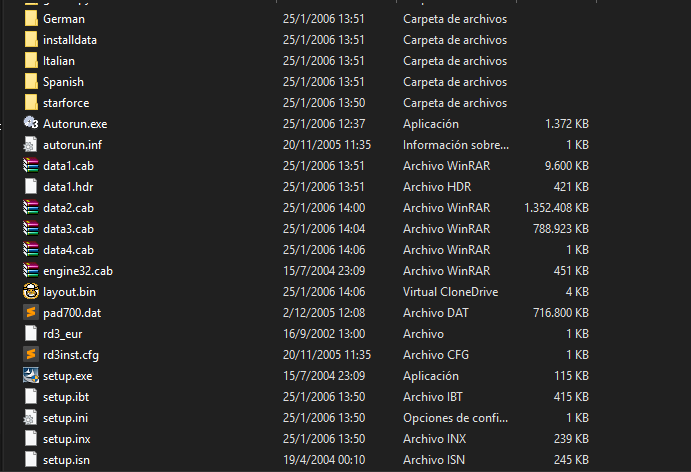 German 25/1/2006 13:51 Carpeta de archivos
installdata 25/1/2006 13:51 Carpeta de archivos
Italian 25/1/2006 13:51 Carpeta de archivos
Spanish 25/1/2006 13:51 Carpeta de archivos
starforce 25/1/2006 13:50 Carpeta de archivos
Autorun.exe 25/1/2006 12:37 Aplicación 1.372 KB
autorun.inf 20/11/2005 11:35 Información sobre... 1 KB
data1.cab 25/1/2006 13:51 Archivo WinRAR 9.600 KB
data1.hdr 25/1/2006 13:51 Archivo HDR 421 KB
data2.cab 25/1/2006 14:00 Archivo WinRAR 1.352.408 KB
data3.cab 25/1/2006 14:04 Archivo WinRAR 788.923 KB
data4.cab 25/1/2006 14:06 Archivo WinRAR 1 KB
engine32.cab 15/7/2004 23:09 Archivo WinRAR 451 KB
layout.bin 25/1/2006 14:06 Virtual CloneDrive 4 KB
pad700.dat 2/12/2005 12:08 Archivo DAT 716.800 KB
rd3_eur 16/9/2002 13:00 Archivo 1 KB
rd3inst.cfg 20/11/2005 11:35 Archivo CFG 1 KB
setup.exe 15/7/2004 23:09 Aplicación 115 KB
setup.ibt 25/1/2006 13:50 Archivo IBT 415 KB
setup.ini 25/1/2006 13:50 Opciones de confi... 1 KB
setup.inx 25/1/2006 13:50 Archivo INX 239 KB
setup.isn 19/4/2004 00:10 Archivo ISN 245 KB